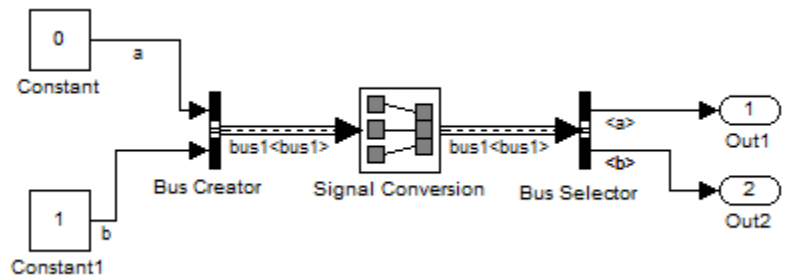 0
a
Constant
bus1<bus1>
Bus Creator
Signal Conversion
bus1<bus1>
Bus Selector
<a>
1
Out1
<b>
2
Out2
1
b
Constant1